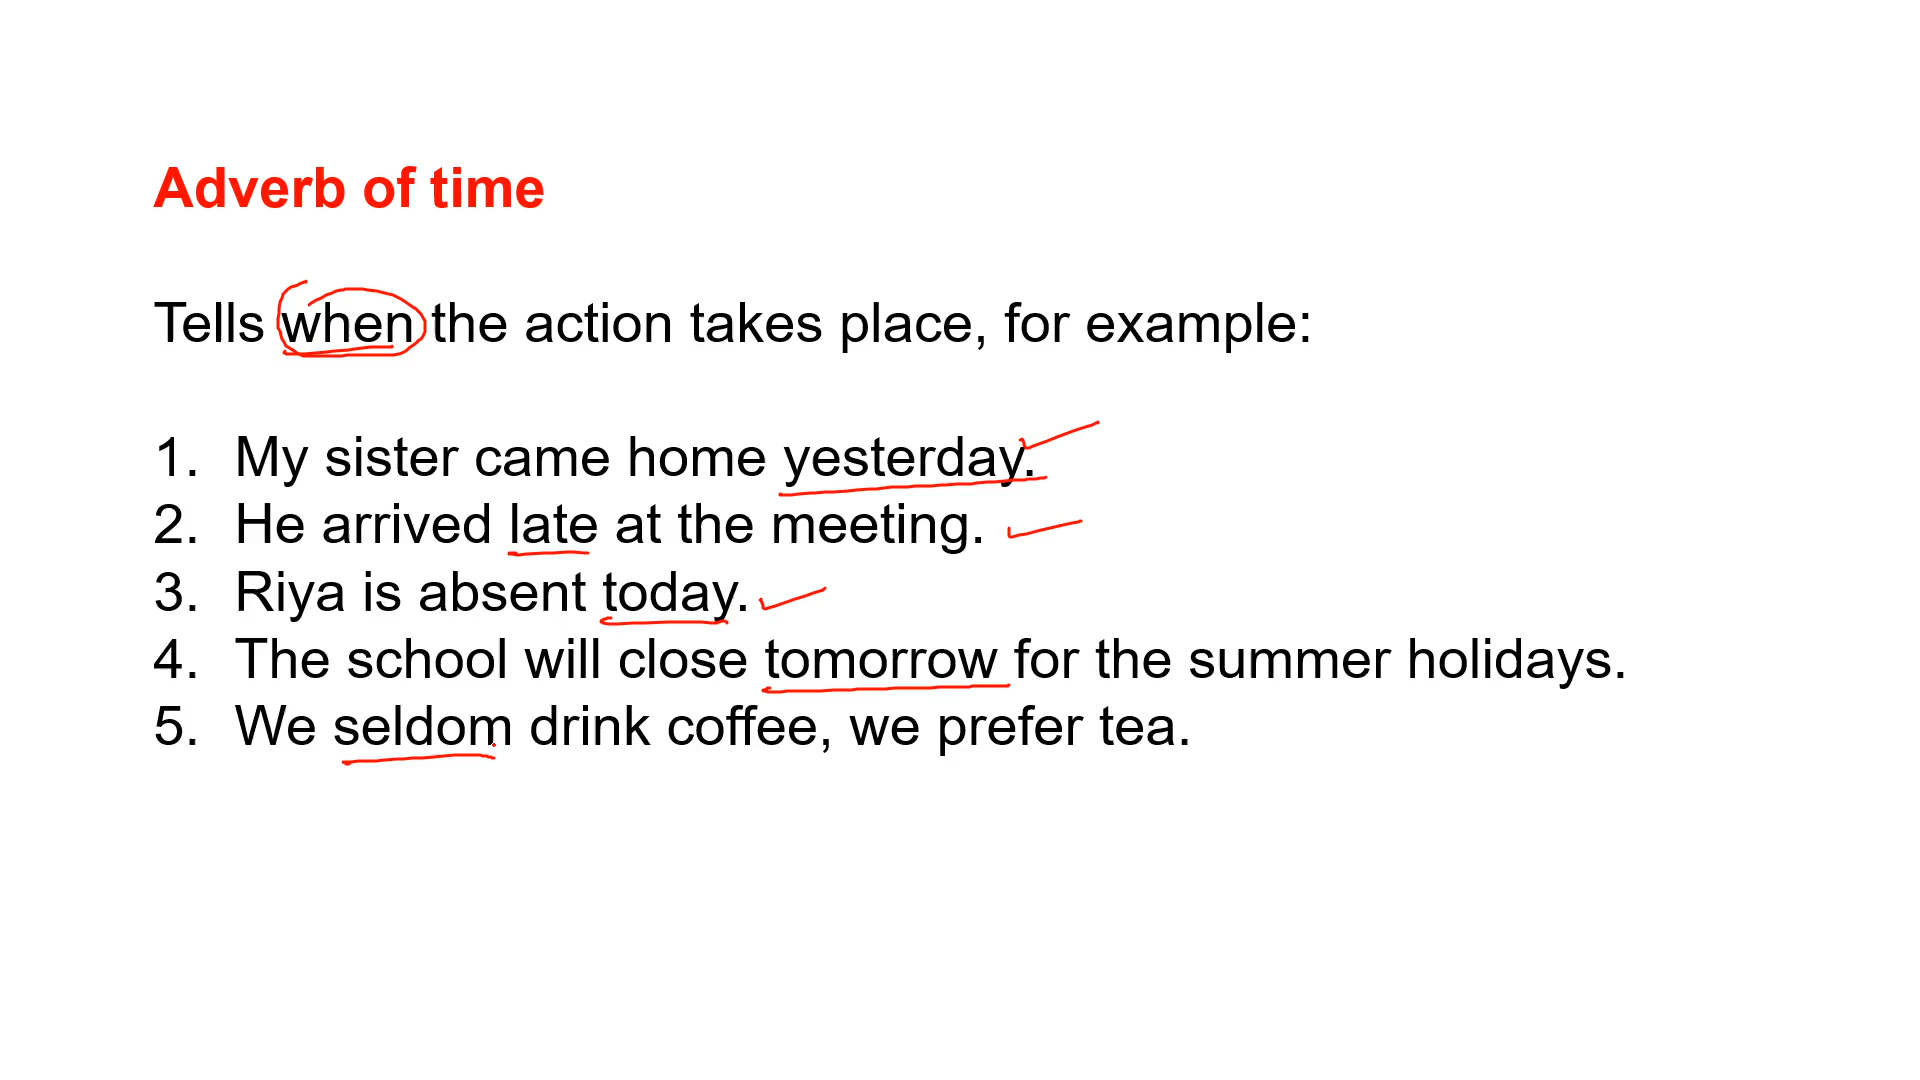 Adverb of time
Tells when the action takes place, for example:
1. My sister came home yesterday.
2. He arrived late at the meeting.
3. Riya is absent today.
4. The school will close tomorrow for the summer holidays.
5. We seldom drink coffee, we prefer tea.